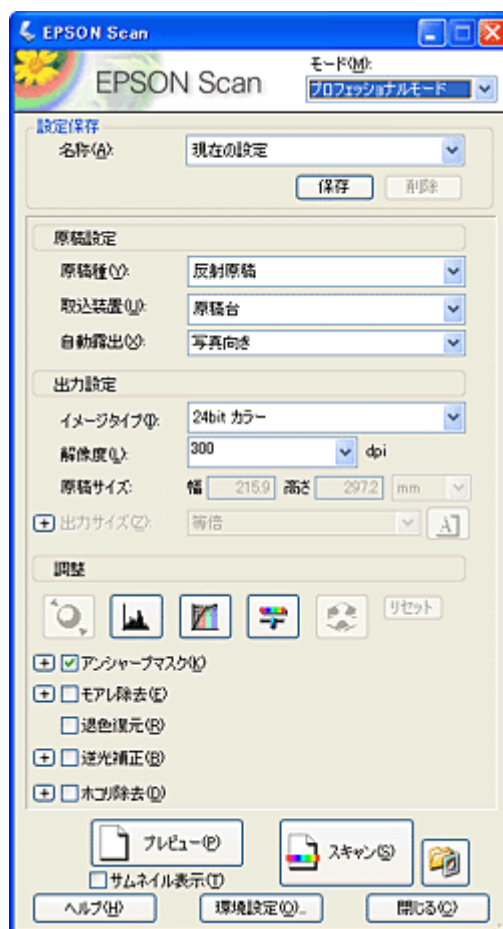 EPSON Scan
EPSON Scan
モード(M):
プロフェッショナルモード
設定保存
名称(A): 現在の設定
保存 削除
原稿設定
原稿種(Y): 反射原稿
取込装置(U): 原稿台
自動露出(X): 写真向き
出力設定
イメージタイプ(I): 24bit カラー
解像度(L): 300 dpi
原稿サイズ: 幅 215.9 高さ 297.2 mm
出力サイズ(Z): 等倍 A
調整
リセット
アンシャープマスク(K)
モアレ除去(E)
退色復元(R)
逆光補正(B)
ホコリ除去(D)
プレビュー(P) スキャン(S)
サムネイル表示(T)
ヘルプ(H) 環境設定(O)... 閉じる(C)